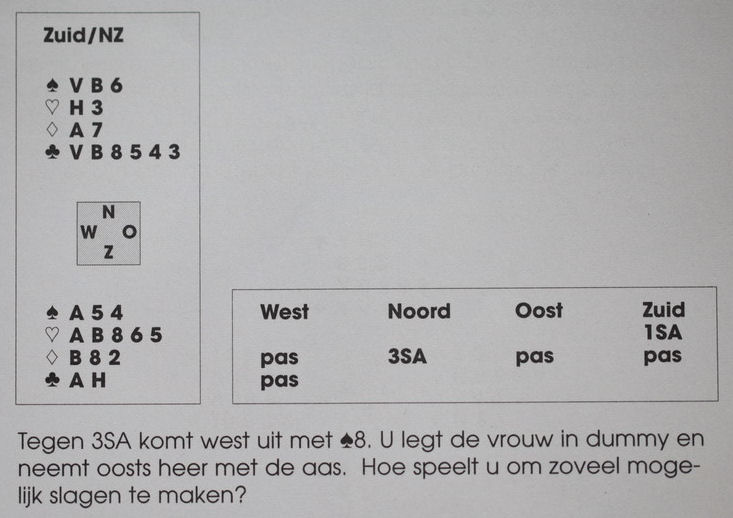 Zuid/NZ
♠ V B 6
♡ H 3
♢ A 7
♣ V B 8 5 4 3
N
W O
Z
♠ A 5 4
♡ A B 8 6 5
♢ B 8 2
♣ A H
West Noord Oost Zuid
1SA
pas 3SA pas pas
pas
Tegen 3SA komt west uit met ♠8. U legt de vrouw in dummy en
neemt oosts heer met de aas. Hoe speelt u om zoveel moge-
lijk slagen te maken?